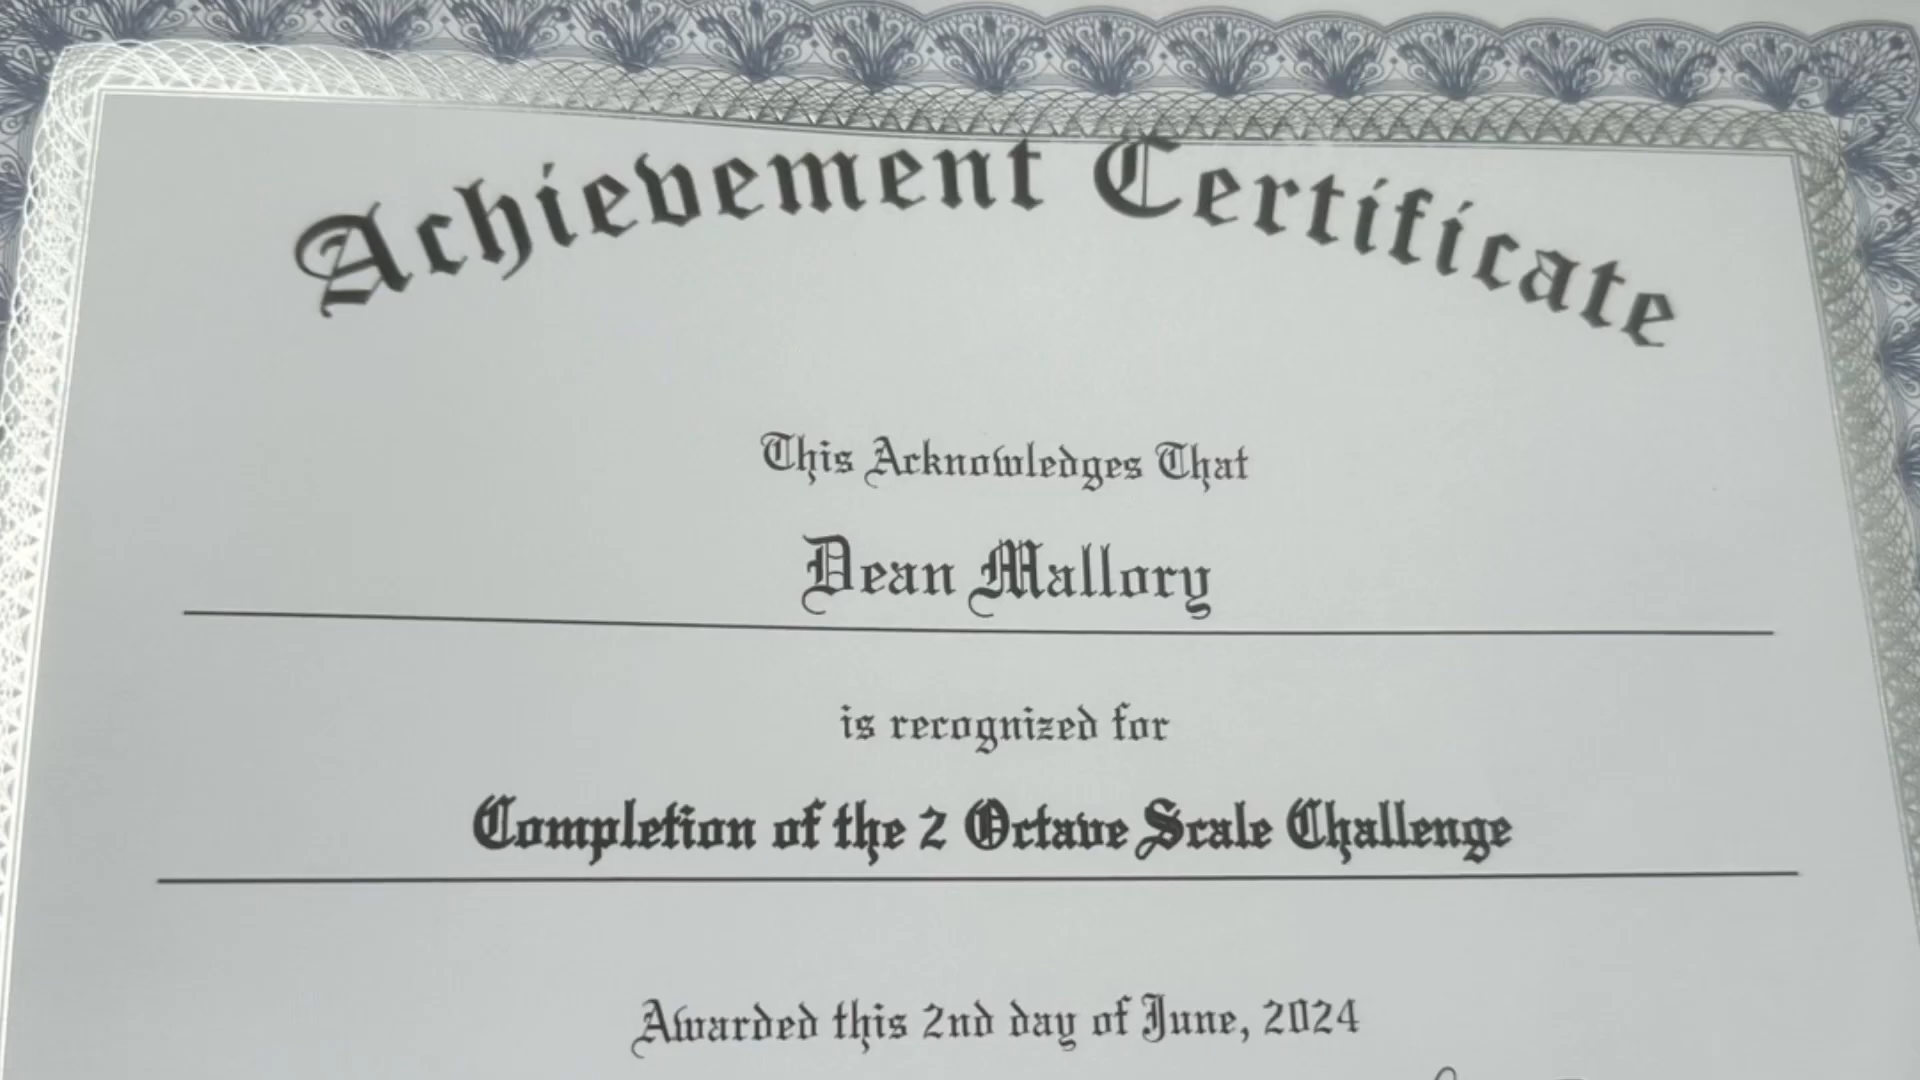 Achievement Certificate
This Acknowledges That
Dean Mallory
is recognized for
Completion of the 2 Octave Scale Challenge
Awarded this 2nd day of June, 2024